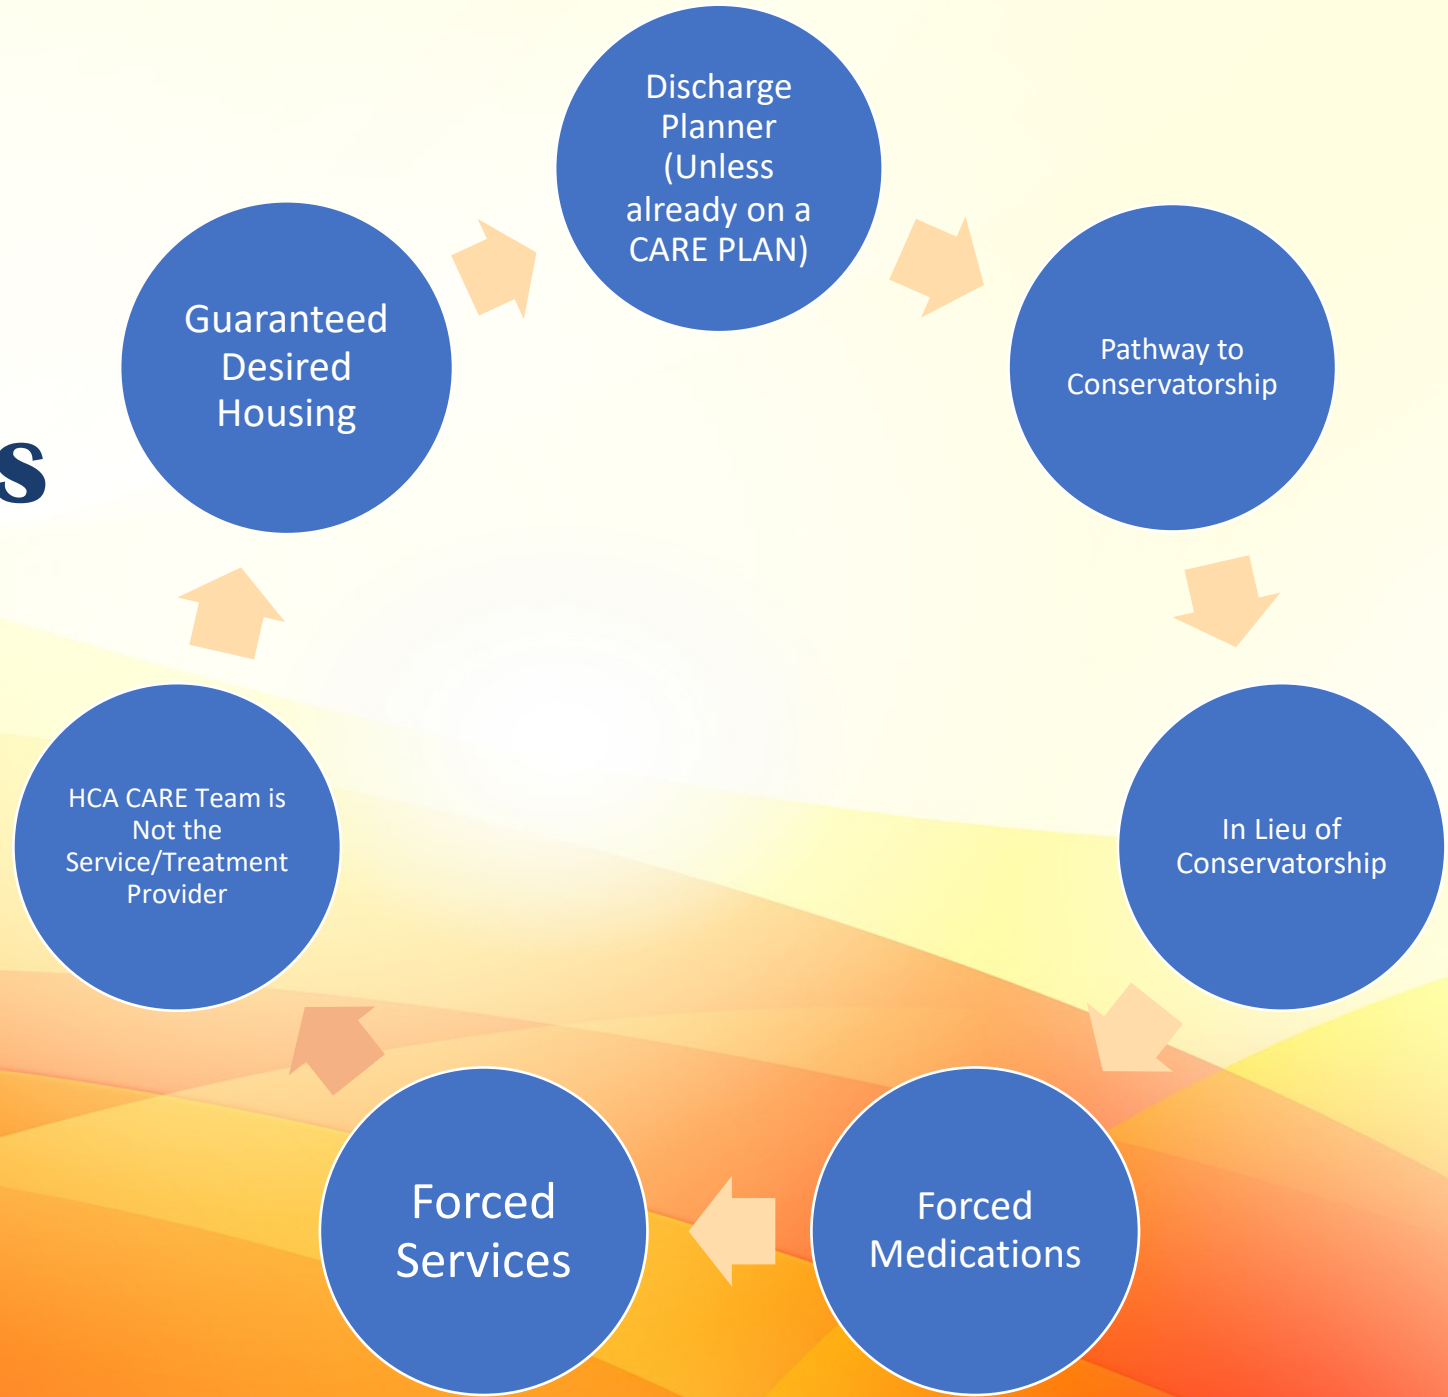 s
Discharge
Planner
(Unless
already on a
CARE PLAN)
Pathway to
Conservatorship
In Lieu of
Conservatorship
Forced
Medications
Forced
Services
HCA CARE Team is
Not the
Service/Treatment
Provider
Guaranteed
Desired
Housing